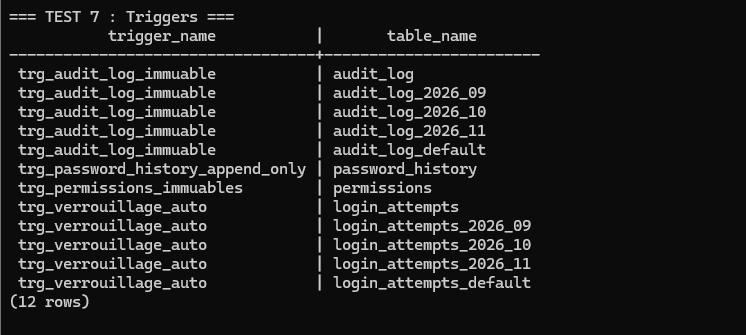 === TEST 7 : Triggers ===
trigger_name | table_name
--------------------------------+-----------------------
trg_audit_log_immuable | audit_log
trg_audit_log_immuable | audit_log_2026_09
trg_audit_log_immuable | audit_log_2026_10
trg_audit_log_immuable | audit_log_2026_11
trg_audit_log_immuable | audit_log_default
trg_password_history_append_only | password_history
trg_permissions_immuables | permissions
trg_verrouillage_auto | login_attempts
trg_verrouillage_auto | login_attempts_2026_09
trg_verrouillage_auto | login_attempts_2026_10
trg_verrouillage_auto | login_attempts_2026_11
trg_verrouillage_auto | login_attempts_default
(12 rows)